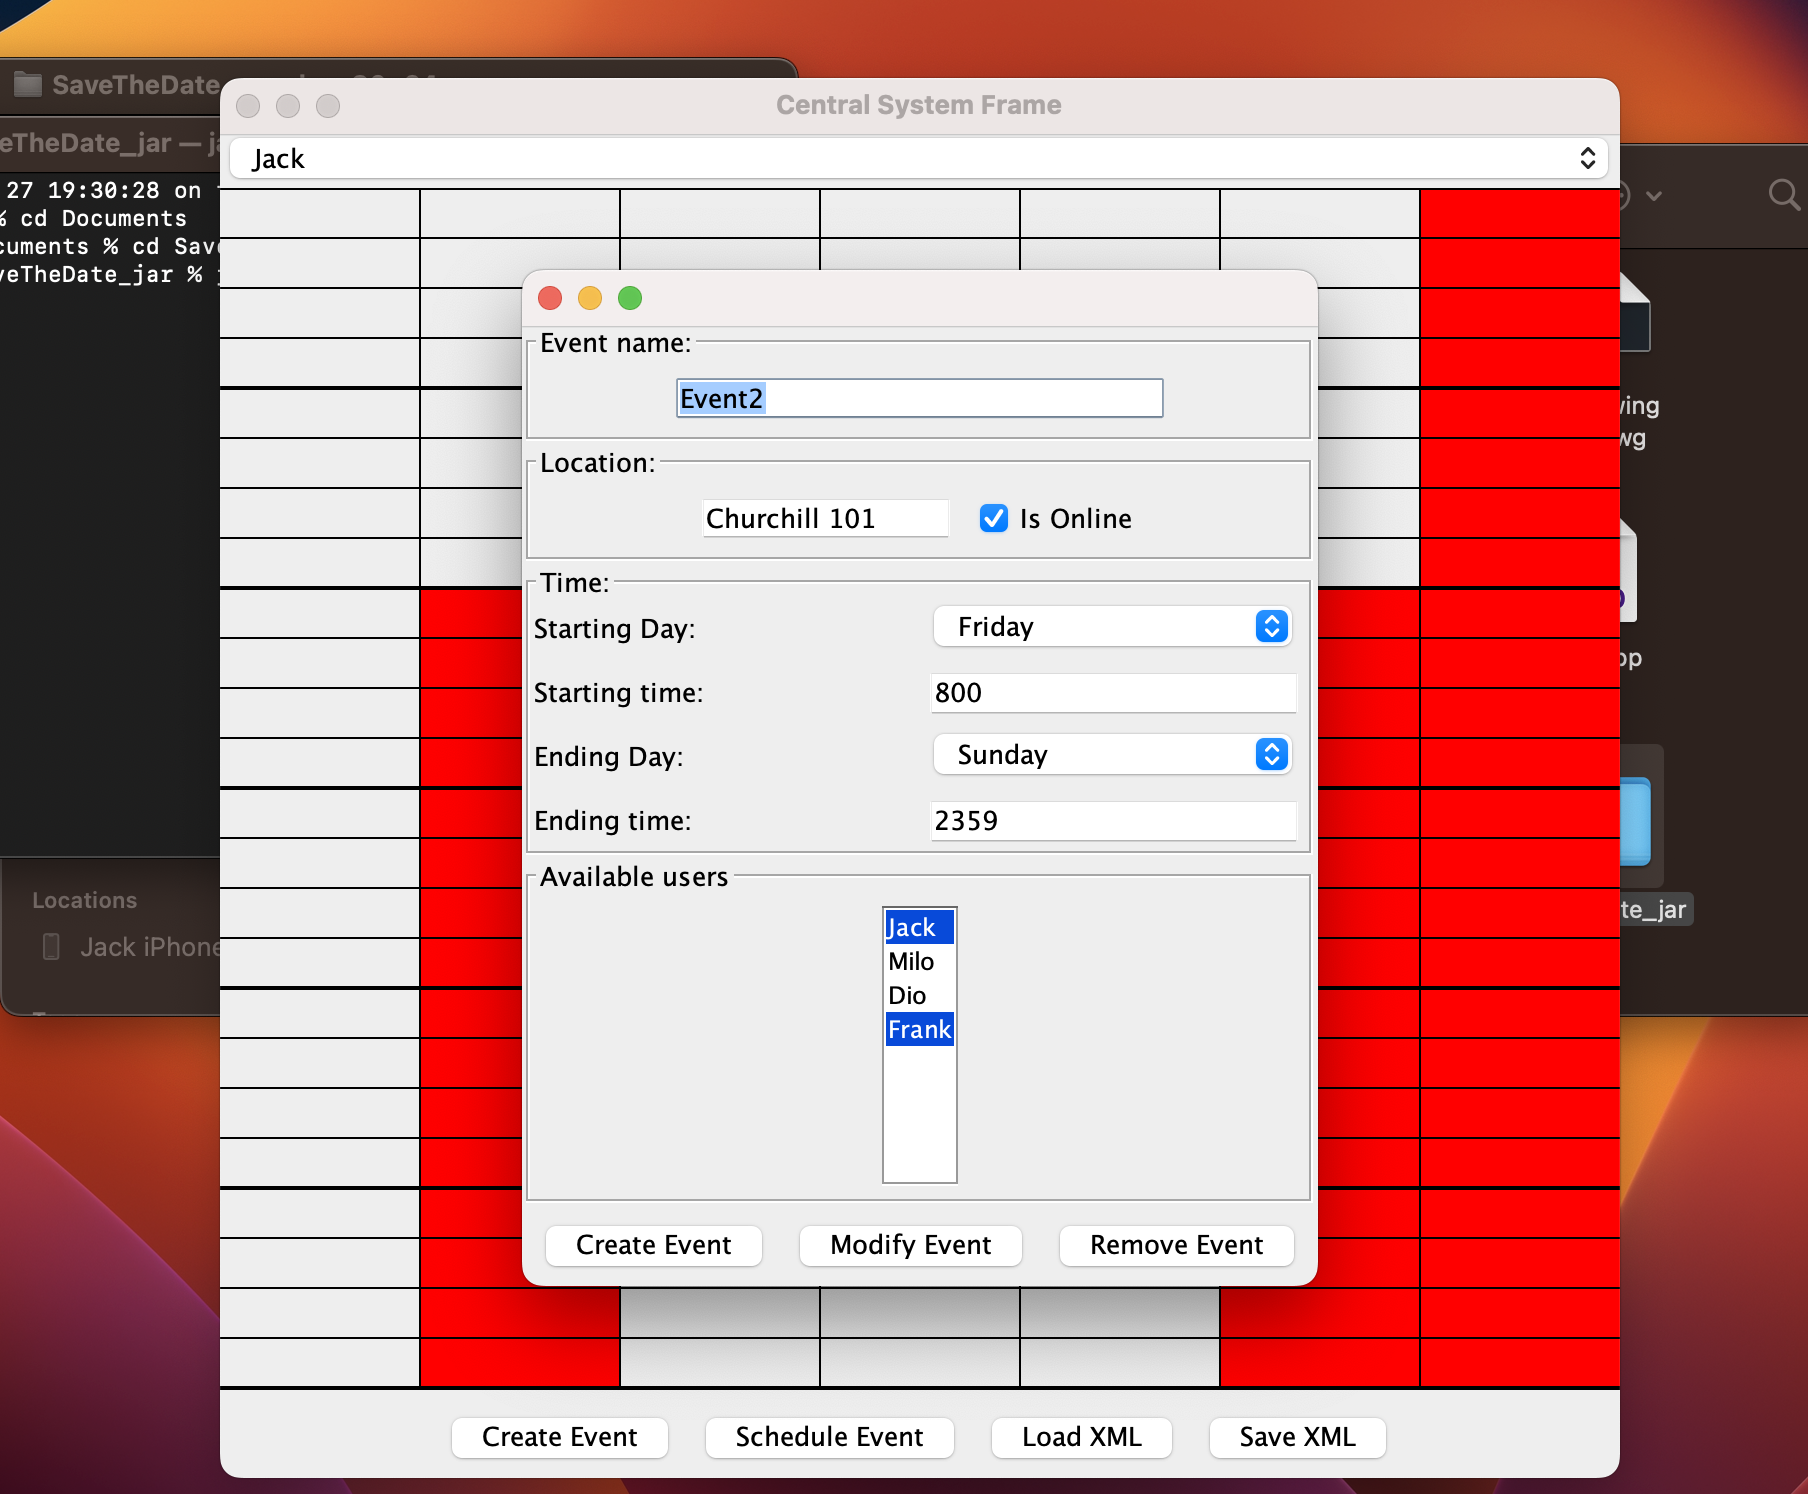 SaveTheDate
Central System Frame
eTheDate_jar — ja
Jack
27 19:30:28 on
% cd Documents
cuments % cd Save
veTheDate_jar %
Event name:
Event2
Location:
Churchill 101
Is Online
Time:
Starting Day:
Friday
Starting time:
800
Ending Day:
Sunday
Ending time:
2359
Available users
Jack
Milo
Dio
Frank
Create Event
Modify Event
Remove Event
Create Event
Schedule Event
Load XML
Save XML
Locations
Jack iPhone
ving
wg
pp
te_jar